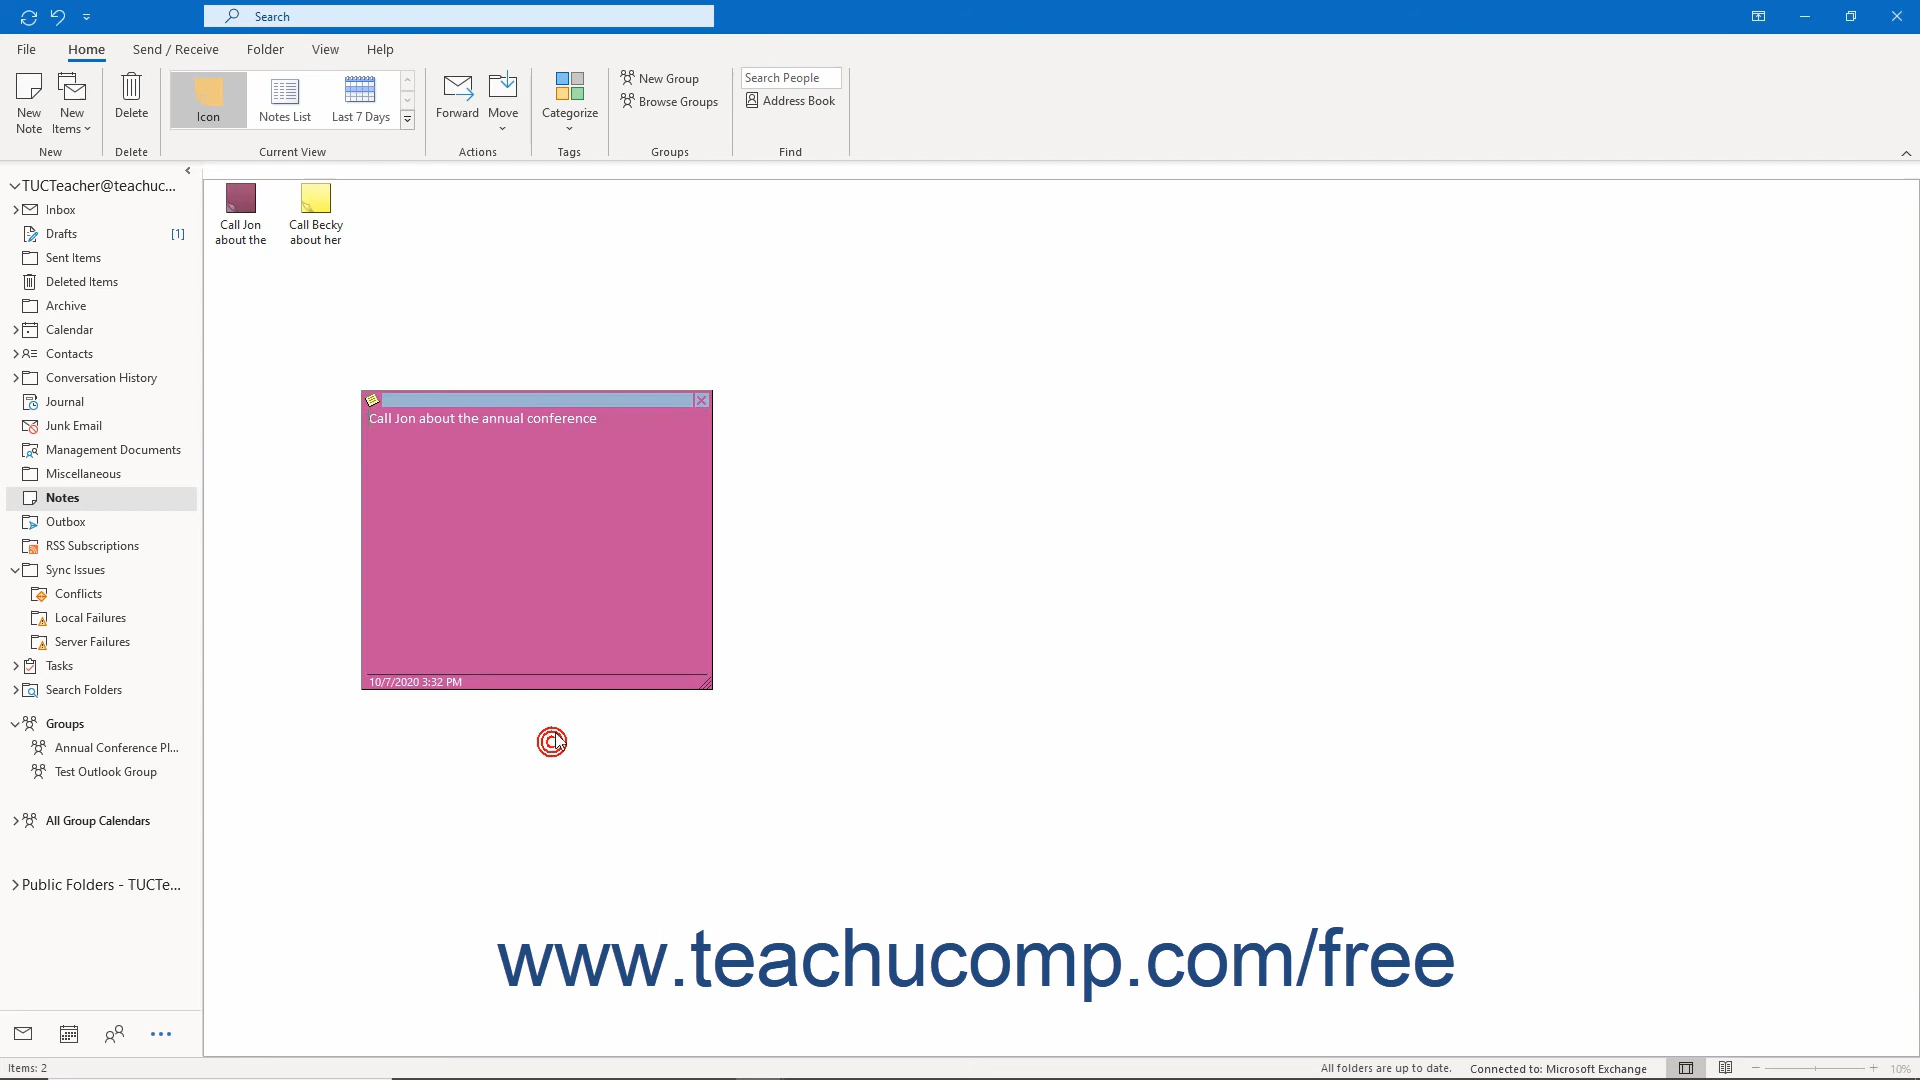 Search
File Home Send / Receive Folder View Help
New Note
New Items
Delete
Icon
Notes List
Last 7 Days
Forward
Move
Categorize
New Group
Browse Groups
Search People
Address Book
New Delete Current View Actions Tags Groups Find
TUCTeacher@teachuc...
Inbox
Drafts [1]
Sent Items
Deleted Items
Archive
Calendar
Contacts
Conversation History
Journal
Junk Email
Management Documents
Miscellaneous
Notes
Outbox
RSS Subscriptions
Sync Issues
Conflicts
Local Failures
Server Failures
Tasks
Search Folders
Groups
Annual Conference Pl...
Test Outlook Group
All Group Calendars
Public Folders - TUCTe...
Call Jon
about the
Call Becky
about her
Call Jon about the annual conference
10/7/2020 3:32 PM
www.teachucomp.com/free
Items: 2
All folders are up to date. Connected to: Microsoft Exchange
10%